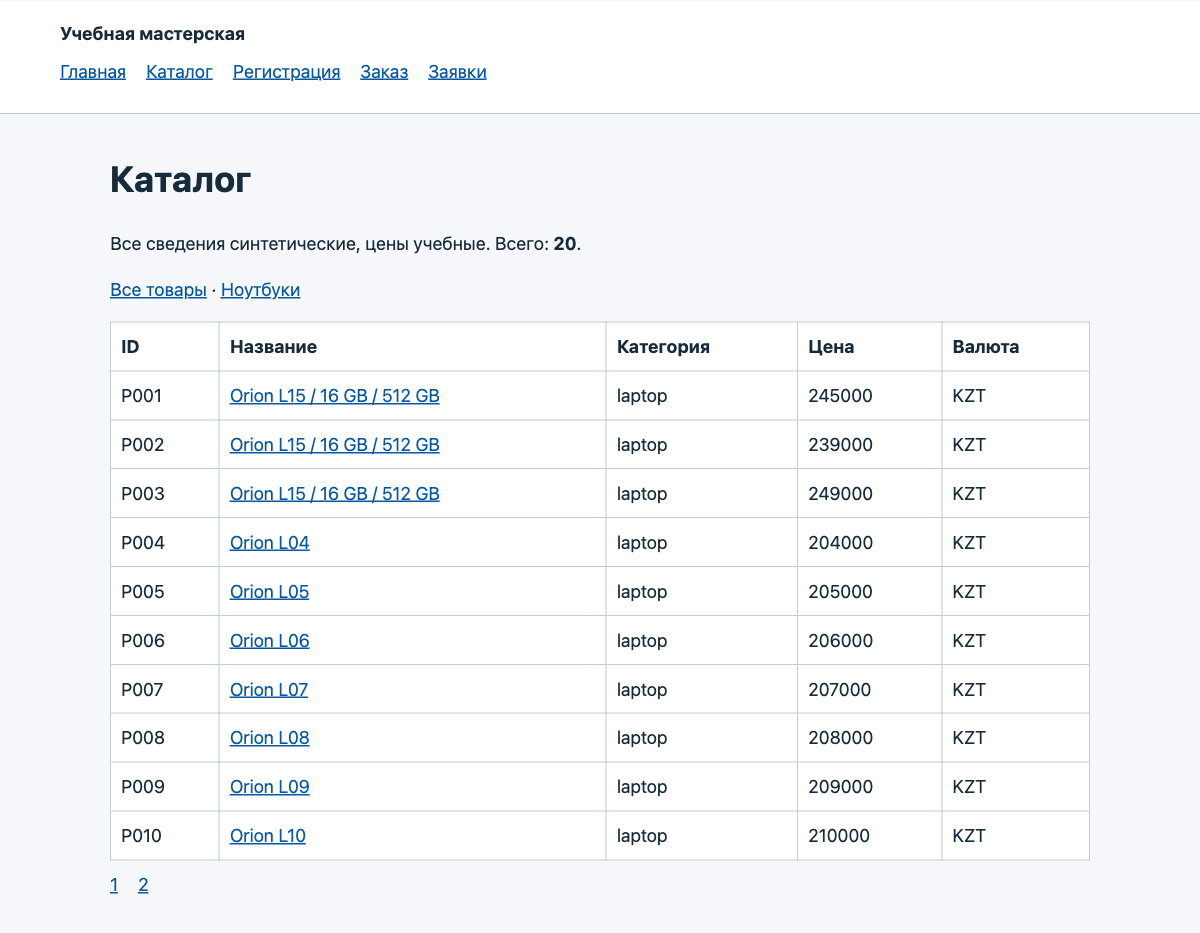 Учебная мастерская
Главная Каталог Регистрация Заказ Заявки
Каталог
Все сведения синтетические, цены учебные. Всего: 20.
Все товары · Ноутбуки
ID Название Категория Цена Валюта
P001 Orion L15 / 16 GB / 512 GB laptop 245000 KZT
P002 Orion L15 / 16 GB / 512 GB laptop 239000 KZT
P003 Orion L15 / 16 GB / 512 GB laptop 249000 KZT
P004 Orion L04 laptop 204000 KZT
P005 Orion L05 laptop 205000 KZT
P006 Orion L06 laptop 206000 KZT
P007 Orion L07 laptop 207000 KZT
P008 Orion L08 laptop 208000 KZT
P009 Orion L09 laptop 209000 KZT
P010 Orion L10 laptop 210000 KZT
1 2